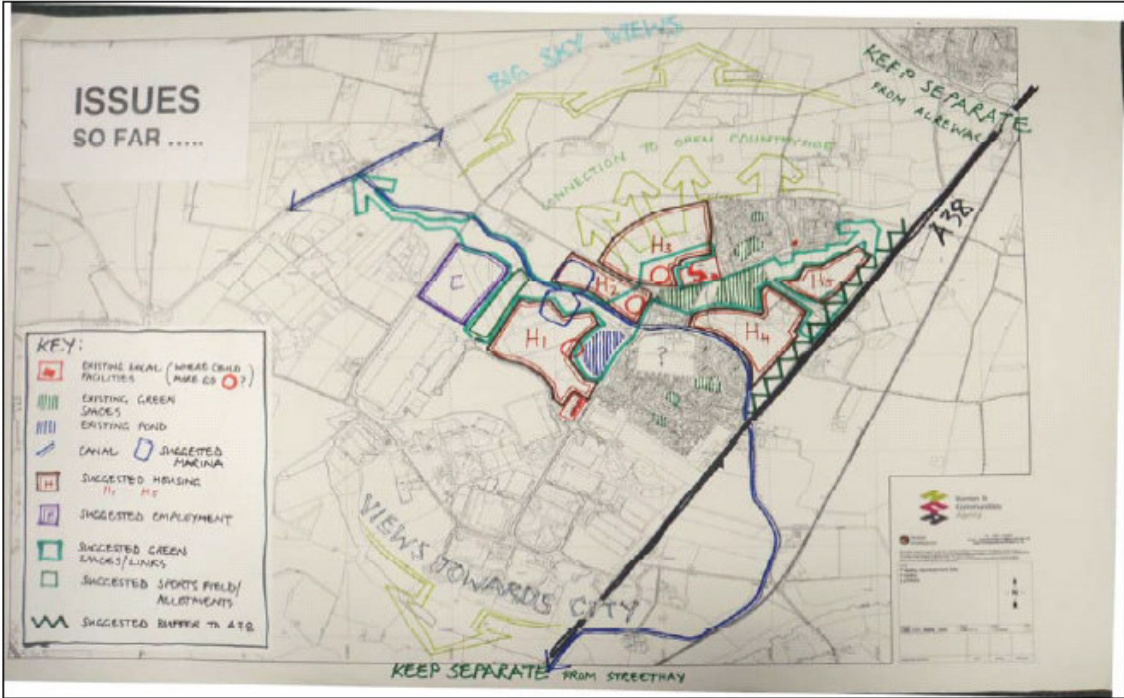 ISSUES
SO FAR .....
BIG SKY VIEWS
KEEP SEPARATE
FROM ALREWAS
CONNECTION TO OPEN COUNTRYSIDE
A38
C
H3
H2
H1
H4
H5
?
KEY:
EXISTING LOCAL (WHERE COULD
FACILITIES MORE GO O?)
EXISTING GREEN
SPACES
EXISTING POND
CANAL SUGGESTED
MARINA
H SUGGESTED HOUSING
H1 H5
SUGGESTED EMPLOYMENT
SUGGESTED GREEN
SPACES/LINKS
SUGGESTED SPORTS FIELD/
ALLOTMENTS
SUGGESTED BUFFER TO A38
VIEWS TOWARDS CITY
KEEP SEPARATE FROM STREETHAY
Homes &
Communities
Agency
N